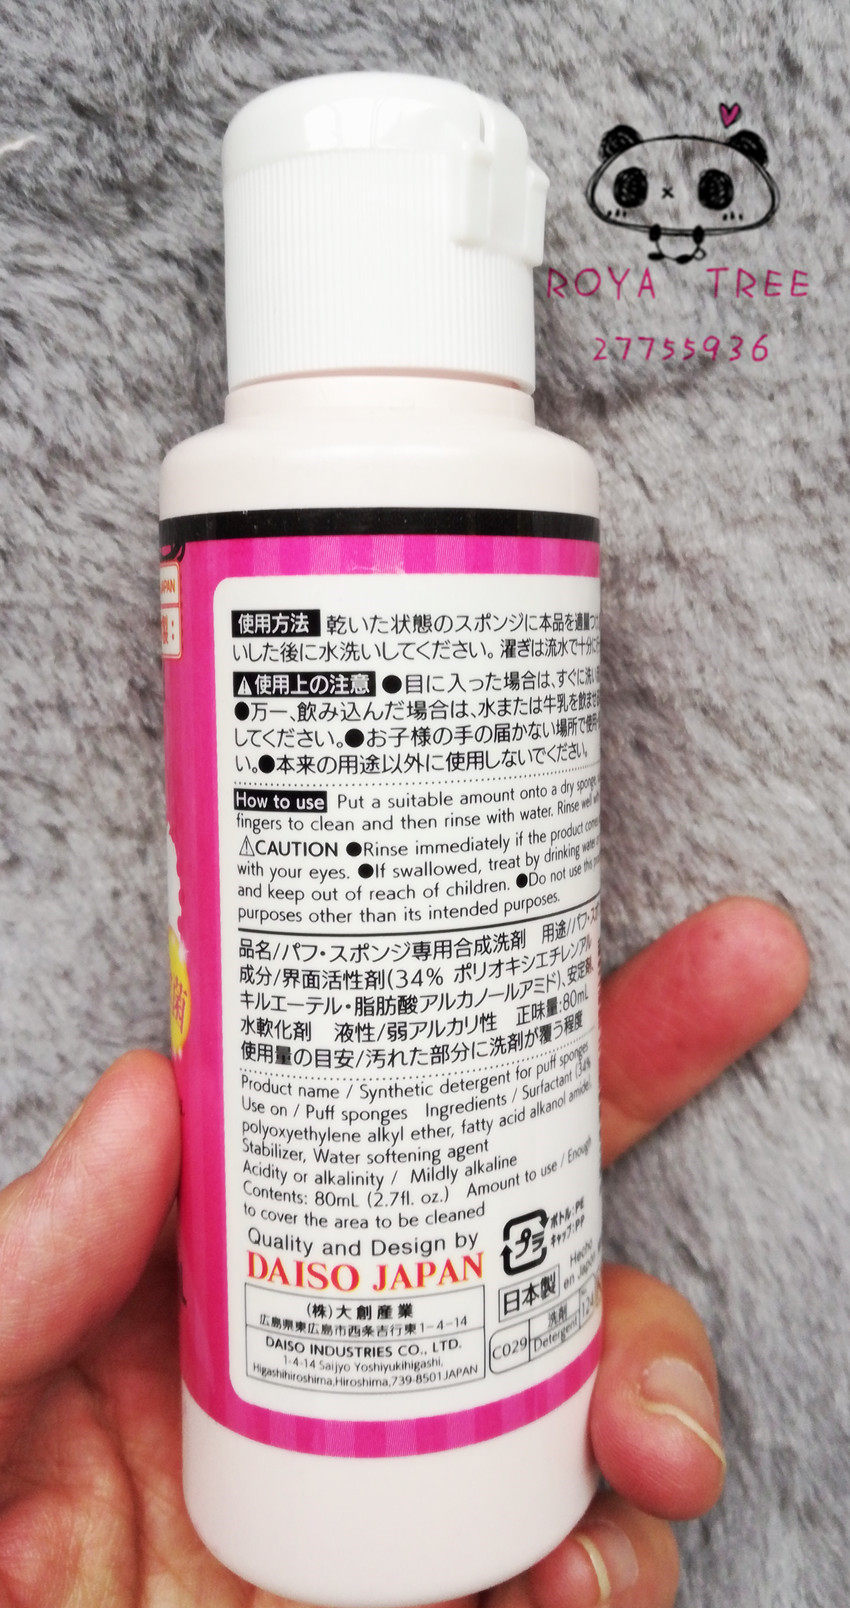 ROYA TREE
27755936
使用方法 乾いた状態のスポンジに本品を適量つけ
いした後に水洗いしてください。濯ぎは流水で十分に
使用上の注意 ●目に入った場合は、すぐに洗い
●万一、飲み込んだ場合は、水または牛乳を飲ませ
してください。●お子様の手の届かない場所で使用
い。●本来の用途以外に使用しないでください。
How to use Put a suitable amount onto a dry sponge,
fingers to clean and then rinse with water. Rinse well
⚠CAUTION ●Rinse immediately if the product comes
with your eyes. ●If swallowed, treat by drinking water
and keep out of reach of children. ●Do not use this
purposes other than its intended purposes.
品名/パフ・スポンジ専用合成洗剤 用途/パフ・ス
成分/界面活性剤(34% ポリオキシエチレンアル
キルエーテル・脂肪酸アルカノールアミド)、安定剤、
水軟化剤 液性/弱アルカリ性 正味量:80mL
使用量の目安/汚れた部分に洗剤が覆う程度
Product name / Synthetic detergent for puff sponges
Use on / Puff sponges Ingredients / Surfactant (34%
polyoxyethylene alkyl ether, fatty acid alkanol amide),
Stabilizer, Water softening agent
Acidity or alkalinity / Mildly alkaline
Contents: 80mL (2.7fl. oz.) Amount to use / Enough
to cover the area to be cleaned
Quality and Design by
DAISO JAPAN
プラ ボトル:PE
キャップ:PP
(株)大創産業
広島県東広島市西条吉行東1-4-14
DAISO INDUSTRIES CO., LTD.
1-4-14 Saijyo Yoshiyukihigashi,
Higashihiroshima,Hiroshima,739-8501 JAPAN
日本製 Hecho
en Japón
C029 洗剤
Detergent
124